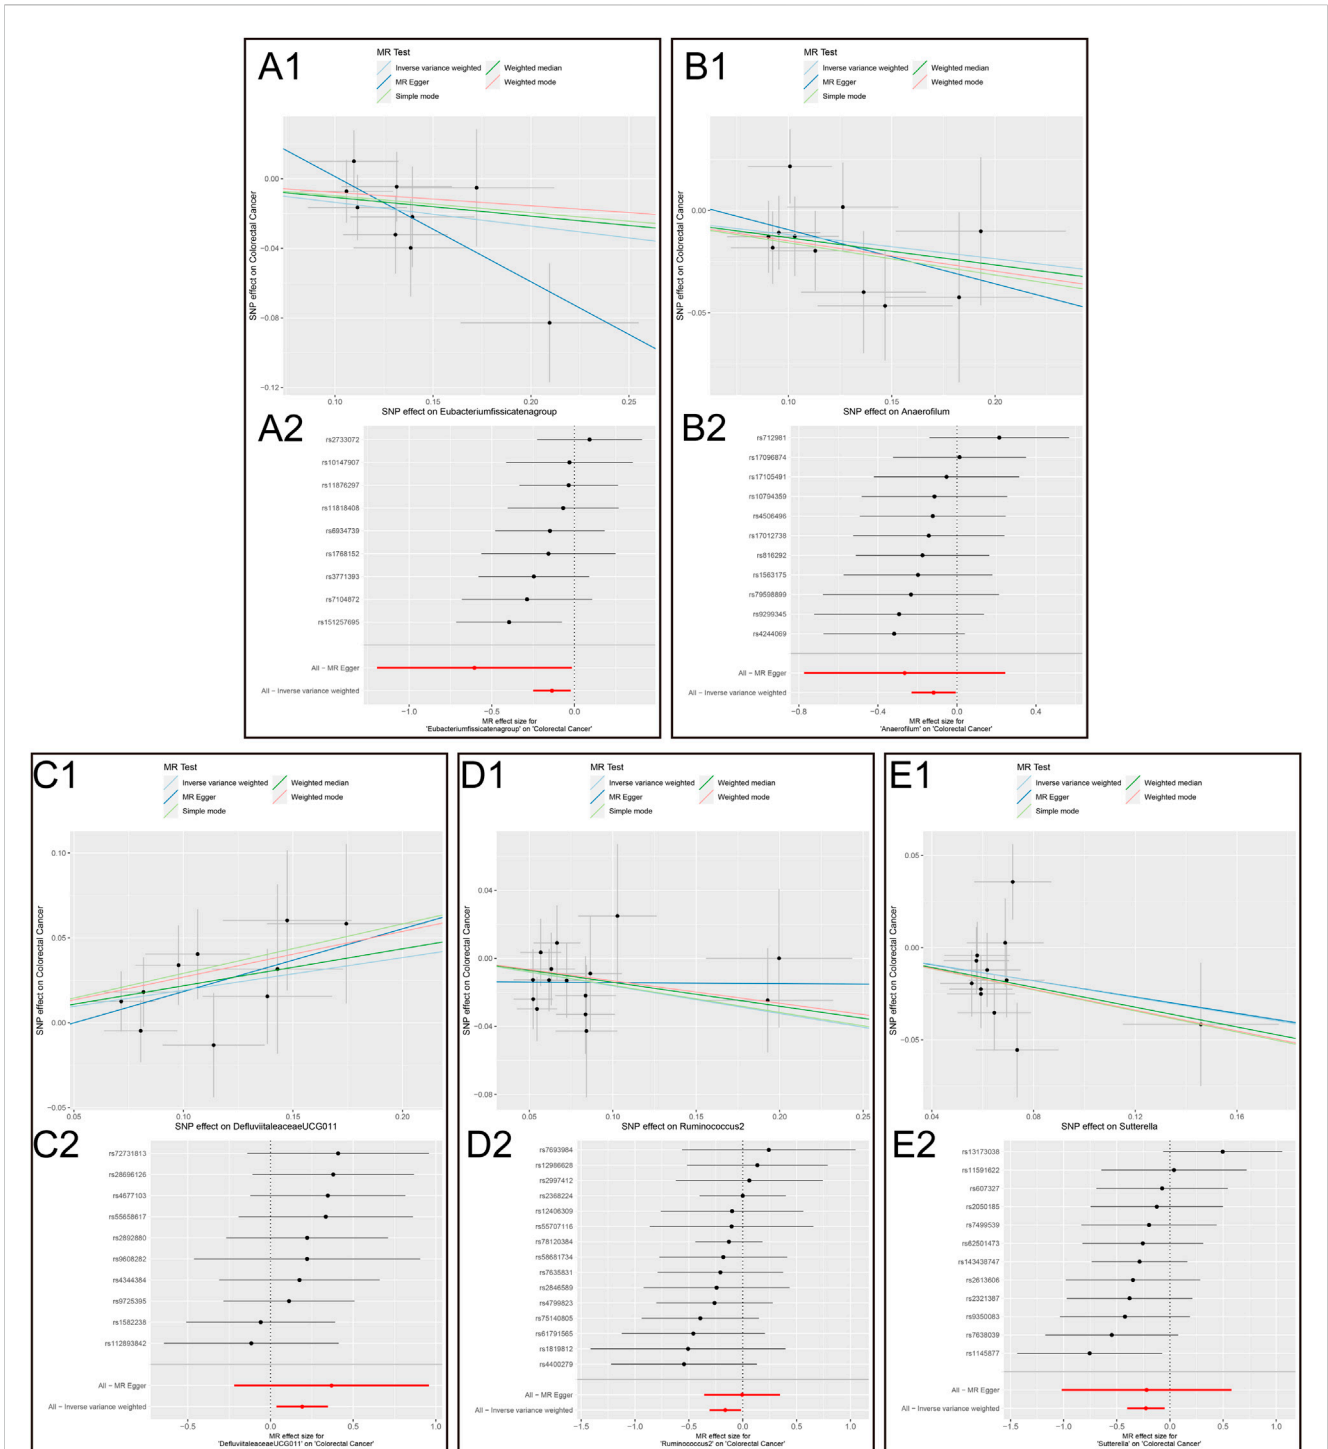 A1
MR Test
Inverse variance weighted
Weighted median
MR Egger
Weighted mode
Simple mode
SNP effect on Colorectal Cancer
0.00
−0.04
−0.08
−0.12
0.10
0.15
0.20
0.25
SNP effect on Eubacteriumfissicatenagroup
B1
MR Test
Inverse variance weighted
Weighted median
MR Egger
Weighted mode
Simple mode
SNP effect on Colorectal Cancer
0.00
−0.05
0.10
0.15
0.20
SNP effect on Anaerofilum
A2
rs2733072
rs10147907
rs11876297
rs11818408
rs6934739
rs1768152
rs3771393
rs7104872
rs151257695
All − MR Egger
All − Inverse variance weighted
−1.0
−0.5
0.0
MR effect size for
'Eubacteriumfissicatenagroup' on 'Colorectal Cancer'
B2
rs712981
rs17096874
rs17105491
rs10794359
rs4506496
rs17012738
rs816292
rs1563175
rs79598899
rs9299345
rs4244069
All − MR Egger
All − Inverse variance weighted
−0.8
−0.4
0.0
0.4
MR effect size for
'Anaerofilum' on 'Colorectal Cancer'
C1
MR Test
Inverse variance weighted
Weighted median
MR Egger
Weighted mode
Simple mode
SNP effect on Colorectal Cancer
0.10
0.05
0.00
−0.05
0.05
0.10
0.15
0.20
SNP effect on DefluviitaleaceaeUCG011
D1
MR Test
Inverse variance weighted
Weighted median
MR Egger
Weighted mode
Simple mode
SNP effect on Colorectal Cancer
0.04
0.00
−0.04
−0.08
0.05
0.10
0.15
0.20
0.25
SNP effect on Ruminococcus2
E1
MR Test
Inverse variance weighted
Weighted median
MR Egger
Weighted mode
Simple mode
SNP effect on Colorectal Cancer
0.05
0.00
−0.05
0.04
0.08
0.12
0.16
SNP effect on Sutterella
C2
rs72731813
rs28696126
rs4677103
rs55658617
rs2892880
rs9608282
rs4344384
rs9725395
rs1582238
rs112893842
All − MR Egger
All − Inverse variance weighted
−0.5
0.0
0.5
1.0
MR effect size for
'DefluviitaleaceaeUCG011' on 'Colorectal Cancer'
D2
rs7693984
rs12986628
rs2997412
rs2368224
rs12406309
rs55707116
rs78120384
rs58681734
rs7635831
rs2846589
rs4799823
rs75140805
rs61791565
rs1819812
rs4400279
All − MR Egger
All − Inverse variance weighted
−1.5
−1.0
−0.5
0.0
0.5
1.0
MR effect size for
'Ruminococcus2' on 'Colorectal Cancer'
E2
rs13173038
rs11591622
rs607327
rs2050185
rs7499539
rs62801473
rs143438747
rs2613606
rs2321387
rs9350083
rs7638039
rs1145877
All − MR Egger
All − Inverse variance weighted
−1.5
−1.0
−0.5
0.0
0.5
1.0
MR effect size for
'Sutterella' on 'Colorectal Cancer'